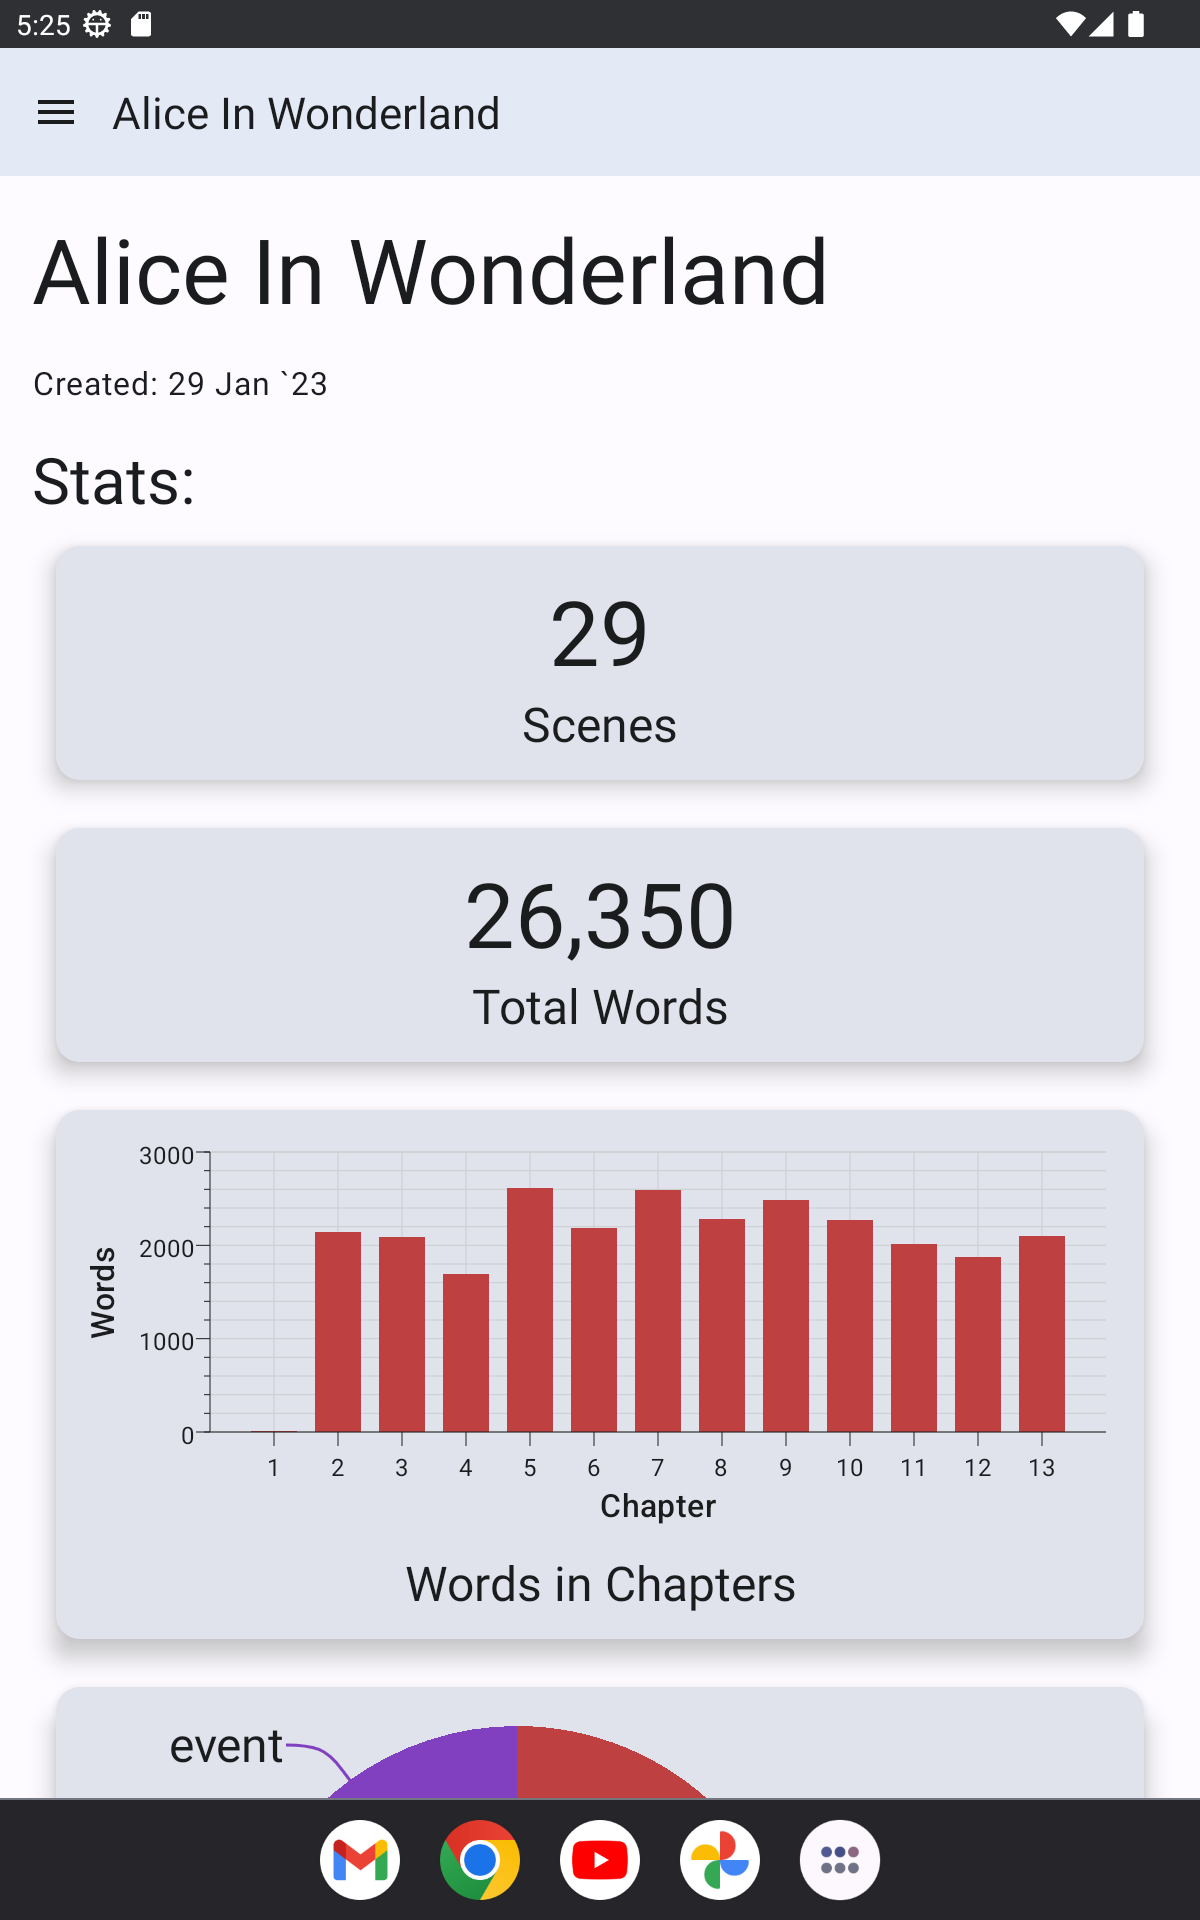 5:25
Alice In Wonderland
Alice In Wonderland
Created: 29 Jan `23
Stats:
29
Scenes
26,350
Total Words
3000
2000
1000
0
Words
1 2 3 4 5 6 7 8 9 10 11 12 13
Chapter
Words in Chapters
event